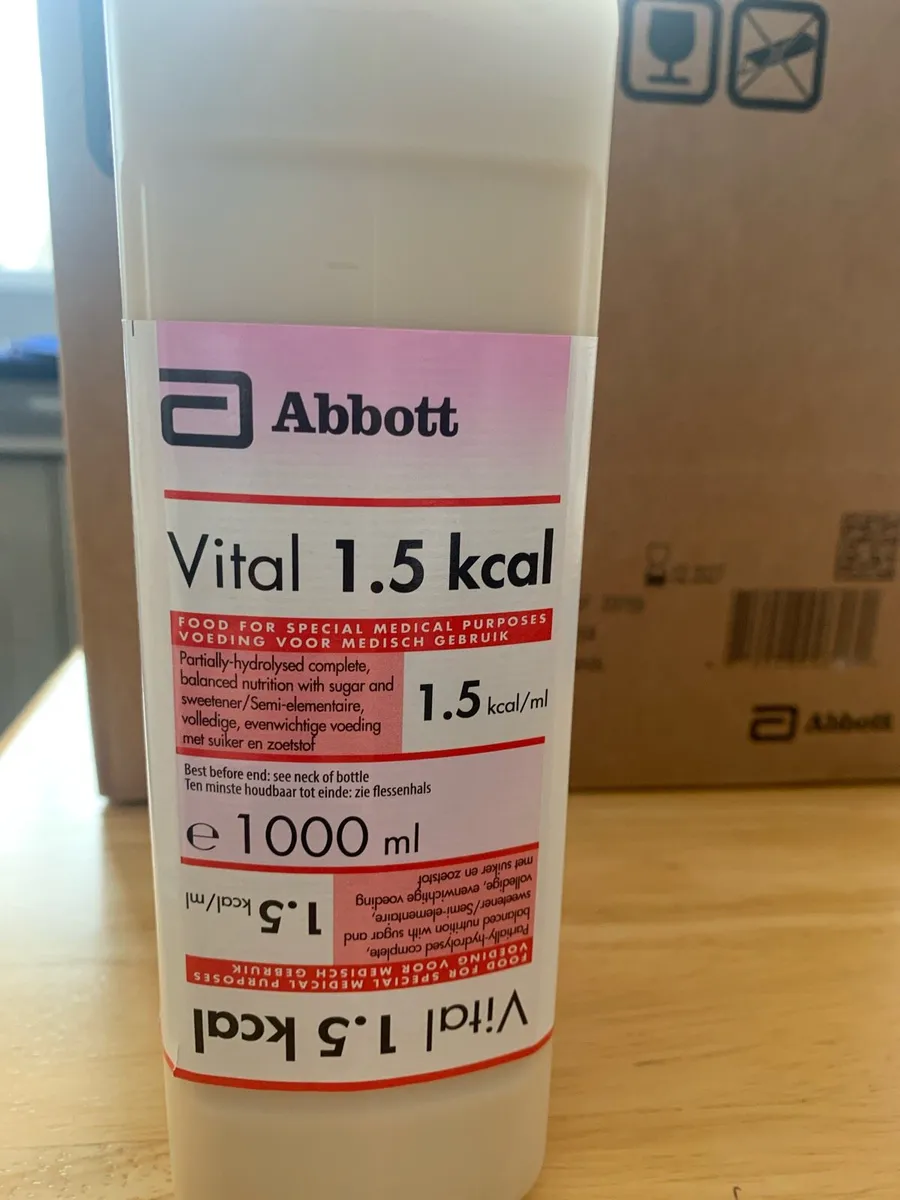 Abbott
Vital 1.5 kcal
FOOD FOR SPECIAL MEDICAL PURPOSES
VOEDING VOOR MEDISCH GEBRUIK
Partially-hydrolysed complete,
balanced nutrition with sugar and
sweetener/Semi-elementaire,
volledige, evenwichtige voeding
met suiker en zoetstof
1.5 kcal/ml
Best before end: see neck of bottle
Ten minste houdbaar tot einde: zie flessenhals
e 1000 ml
Vital 1.5 kcal
FOOD FOR SPECIAL MEDICAL PURPOSES
VOEDING VOOR MEDISCH GEBRUIK
Partially-hydrolysed complete,
balanced nutrition with sugar and
sweetener/Semi-elementaire,
volledige, evenwichtige voeding
met suiker en zoetstof
1.5 kcal/ml
Abbott